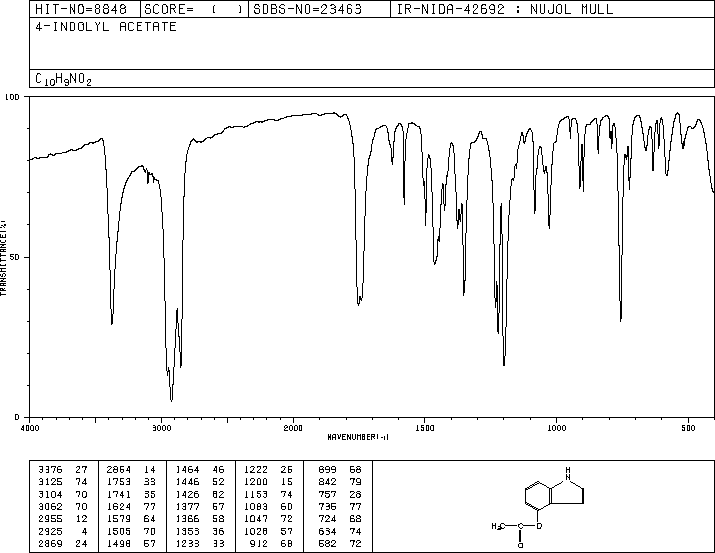 HIT-NO=8848 SCORE= ( ) SDBS-NO=23463 IR-NIDA-42692 : NUJOL MULL
4-INDOLYL ACETATE
C10H9NO2
100
50
0
TRANSMITTANCE(%)
4000 3000 2000 1500 1000 500
WAVENUMBER(-1)
3376 27 2854 14 1464 46 1222 25 899 68
3125 74 1753 33 1446 52 1200 15 842 79
3104 70 1741 35 1426 62 1153 74 757 28
3062 70 1624 77 1377 57 1083 60 735 77
2955 12 1579 64 1366 58 1047 72 724 68
2925 4 1505 70 1353 36 1028 57 634 74
2869 24 1498 57 1233 33 912 68 582 72
H
N
H3C C O
O